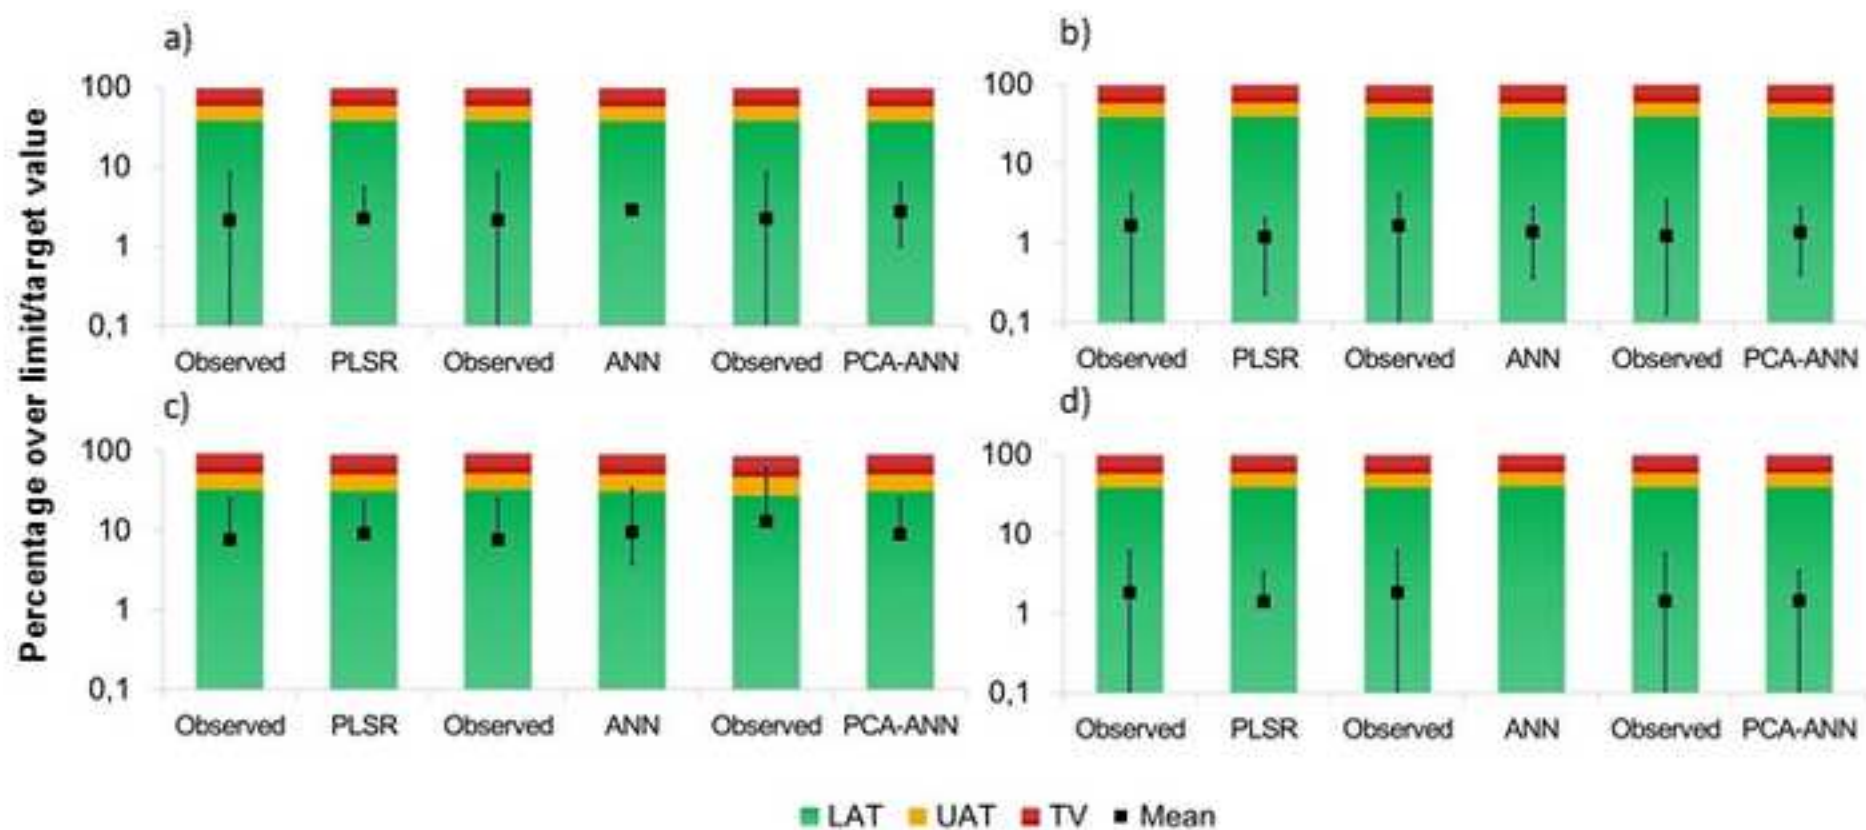 Percentage over limit/target value
a)
100
10
1
0,1
Observed PLSR Observed ANN Observed PCA-ANN
b)
100
10
1
0,1
Observed PLSR Observed ANN Observed PCA-ANN
c)
100
10
1
0,1
Observed PLSR Observed ANN Observed PCA-ANN
d)
100
10
1
0,1
Observed PLSR Observed ANN Observed PCA-ANN
LAT UAT TV Mean